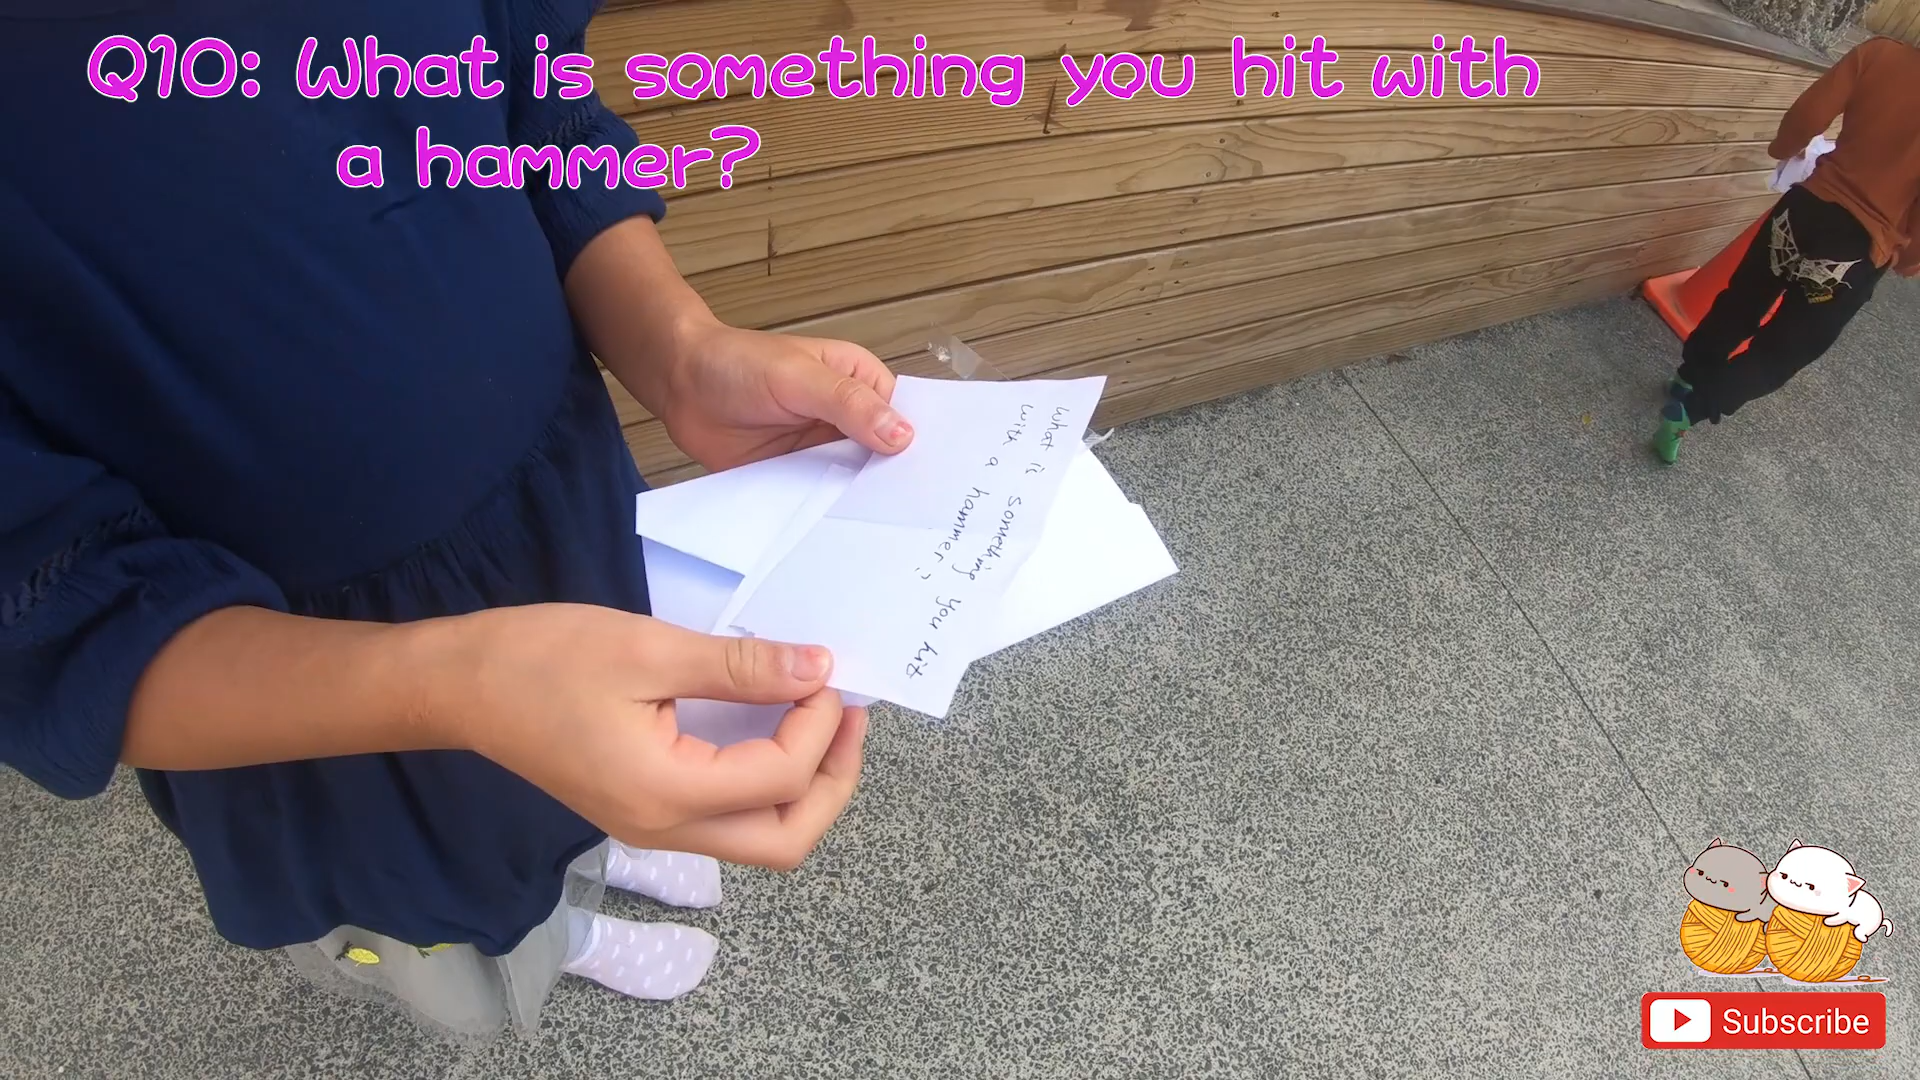 Q10: What is something you hit with
a hammer?
What is something you hit
with a hammer?
Subscribe